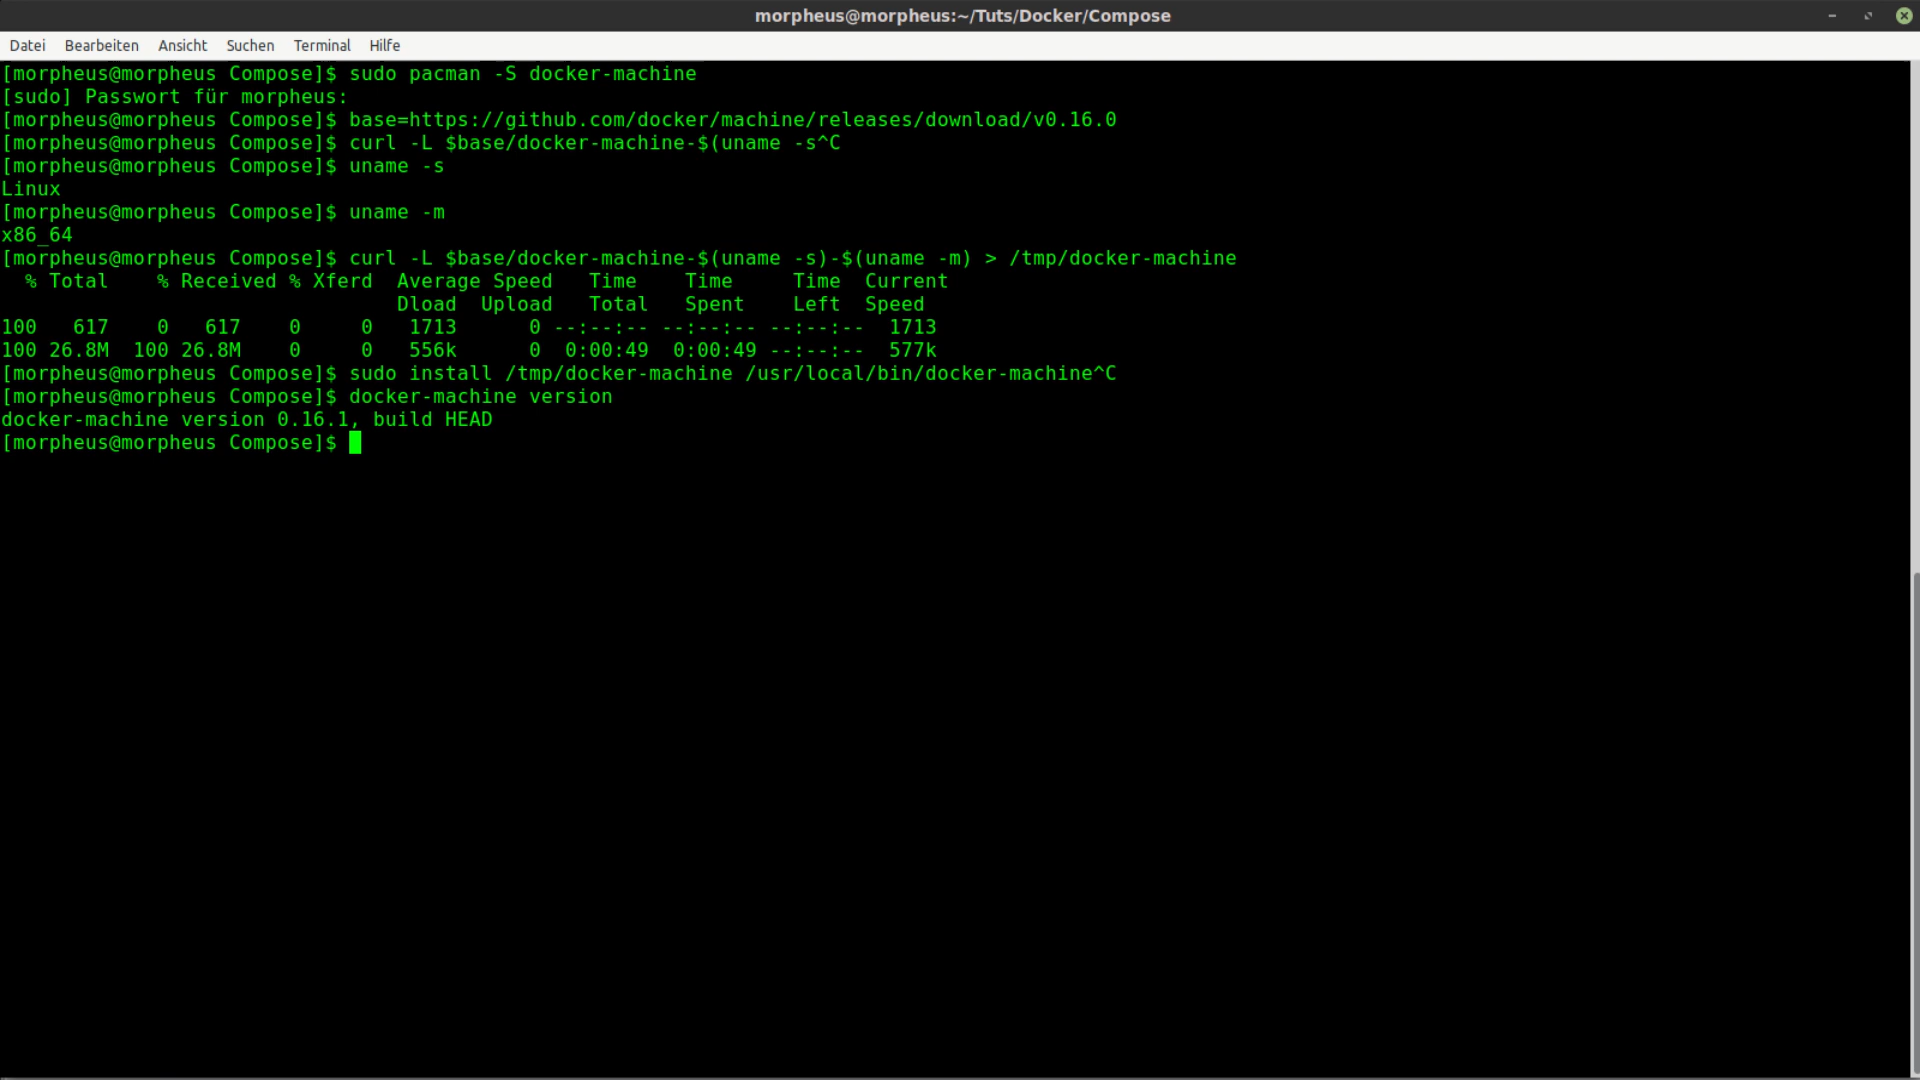 morpheus@morpheus:~/Tuts/Docker/Compose
Datei Bearbeiten Ansicht Suchen Terminal Hilfe
[morpheus@morpheus Compose]$ sudo pacman -S docker-machine
[sudo] Passwort für morpheus:
[morpheus@morpheus Compose]$ base=https://github.com/docker/machine/releases/download/v0.16.0
[morpheus@morpheus Compose]$ curl -L $base/docker-machine-$(uname -s^C
[morpheus@morpheus Compose]$ uname -s
Linux
[morpheus@morpheus Compose]$ uname -m
x86_64
[morpheus@morpheus Compose]$ curl -L $base/docker-machine-$(uname -s)-$(uname -m) > /tmp/docker-machine
  % Total    % Received % Xferd  Average Speed   Time    Time     Time  Current
                                 Dload  Upload   Total   Spent    Left  Speed
100   617    0   617    0     0   1713      0 --:--:-- --:--:-- --:--:--  1713
100 26.8M  100 26.8M    0     0   556k      0  0:00:49  0:00:49 --:--:--  577k
[morpheus@morpheus Compose]$ sudo install /tmp/docker-machine /usr/local/bin/docker-machine^C
[morpheus@morpheus Compose]$ docker-machine version
docker-machine version 0.16.1, build HEAD
[morpheus@morpheus Compose]$